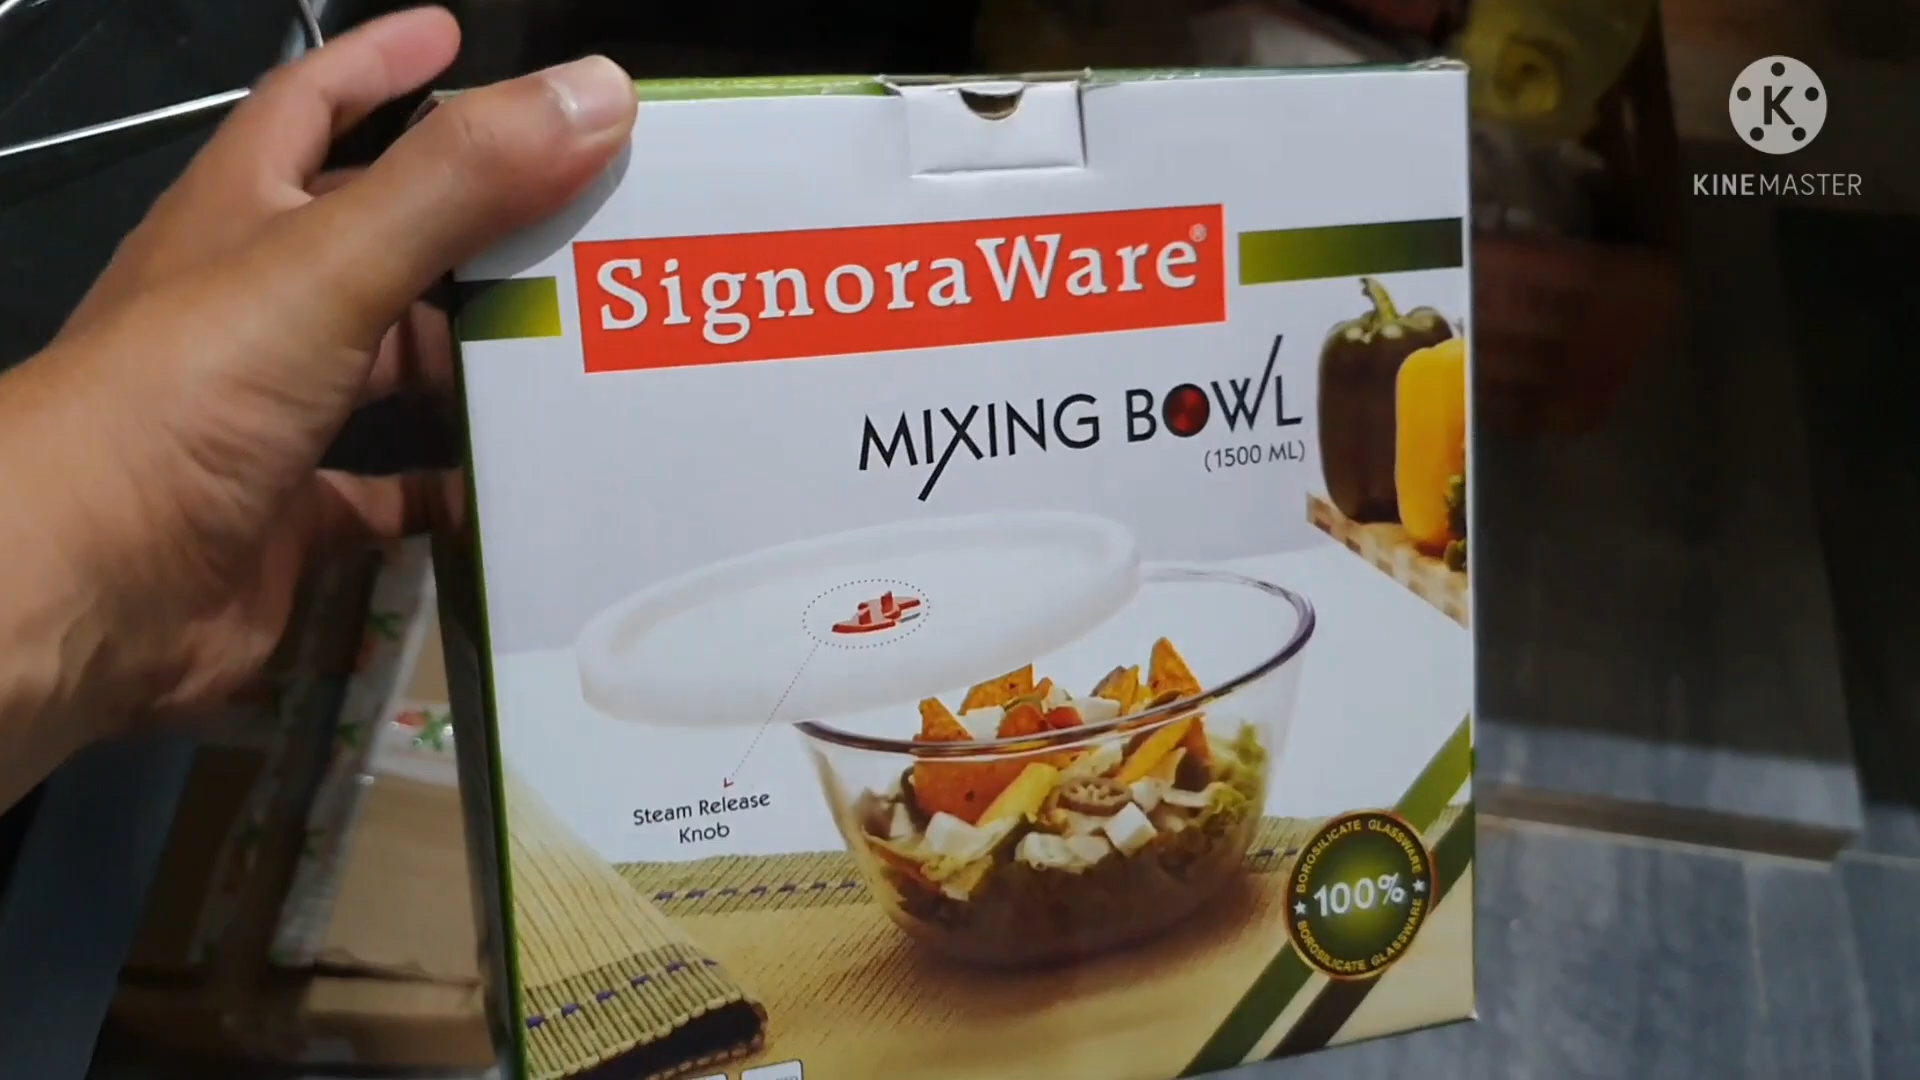 KINEMASTER
SignoraWare®
MIXING BOWL
(1500 ML)
Steam Release
Knob
BOROSILICATE GLASSWARE
100%
BOROSILICATE GLASSWARE